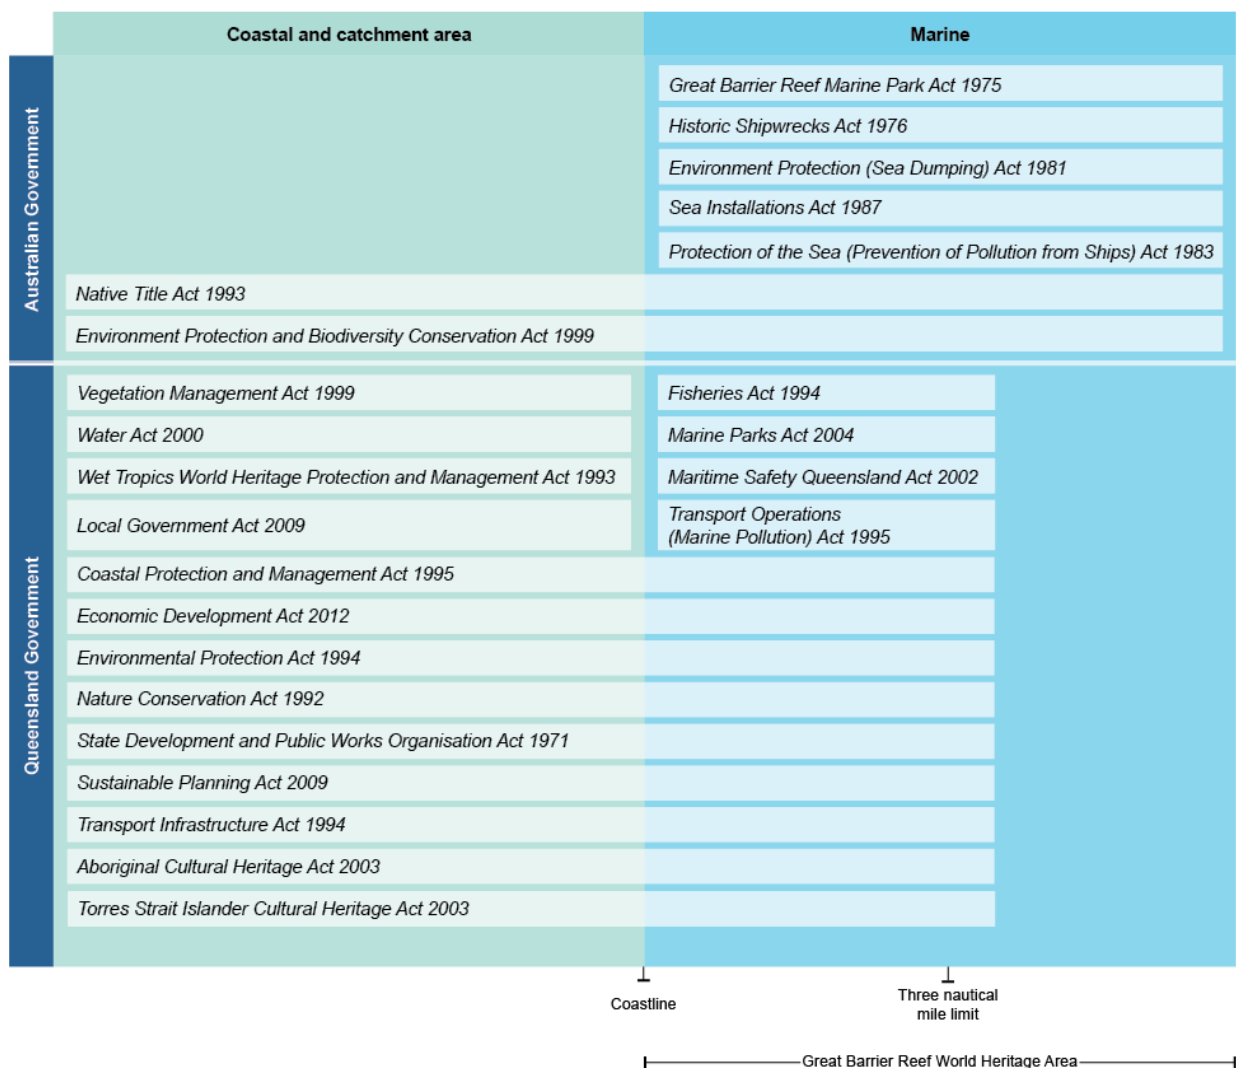 Coastal and catchment area
Marine
Australian Government
Great Barrier Reef Marine Park Act 1975
Historic Shipwrecks Act 1976
Environment Protection (Sea Dumping) Act 1981
Sea Installations Act 1987
Protection of the Sea (Prevention of Pollution from Ships) Act 1983
Native Title Act 1993
Environment Protection and Biodiversity Conservation Act 1999
Queensland Government
Vegetation Management Act 1999
Water Act 2000
Wet Tropics World Heritage Protection and Management Act 1993
Local Government Act 2009
Fisheries Act 1994
Marine Parks Act 2004
Maritime Safety Queensland Act 2002
Transport Operations
(Marine Pollution) Act 1995
Coastal Protection and Management Act 1995
Economic Development Act 2012
Environmental Protection Act 1994
Nature Conservation Act 1992
State Development and Public Works Organisation Act 1971
Sustainable Planning Act 2009
Transport Infrastructure Act 1994
Aboriginal Cultural Heritage Act 2003
Torres Strait Islander Cultural Heritage Act 2003
Coastline
Three nautical
mile limit
Great Barrier Reef World Heritage Area